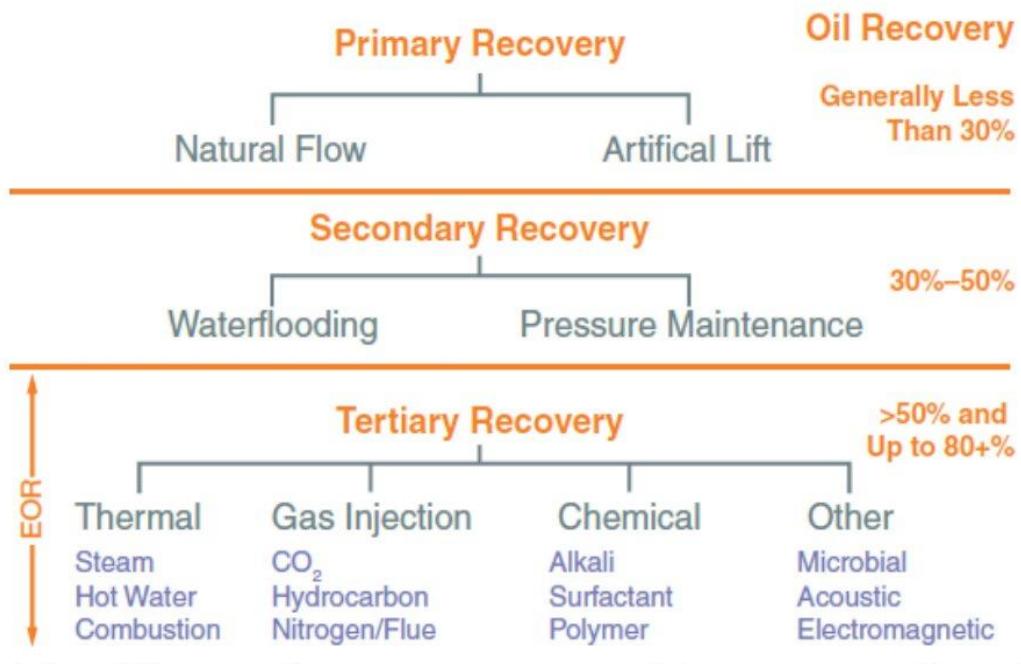 Primary Recovery
Oil Recovery
Generally Less
Than 30%
Natural Flow
Artifical Lift
Secondary Recovery
30%–50%
Waterflooding
Pressure Maintenance
EOR
Tertiary Recovery
>50% and
Up to 80+%
Thermal
Steam
Hot Water
Combustion
Gas Injection
CO₂
Hydrocarbon
Nitrogen/Flue
Chemical
Alkali
Surfactant
Polymer
Other
Microbial
Acoustic
Electromagnetic